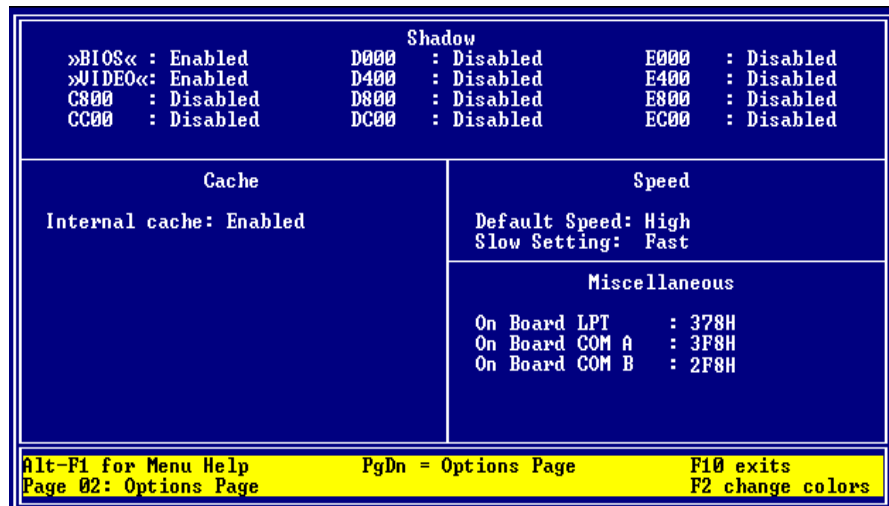 Shadow
»BIOS« : Enabled D000 : Disabled E000 : Disabled
»VIDEO«: Enabled D400 : Disabled E400 : Disabled
C800 : Disabled D800 : Disabled E800 : Disabled
CC00 : Disabled DC00 : Disabled EC00 : Disabled
Cache
Internal cache: Enabled
Speed
Default Speed: High
Slow Setting: Fast
Miscellaneous
On Board LPT : 378H
On Board COM A : 3F8H
On Board COM B : 2F8H
Alt-F1 for Menu Help PgDn = Options Page F10 exits
Page 02: Options Page F2 change colors